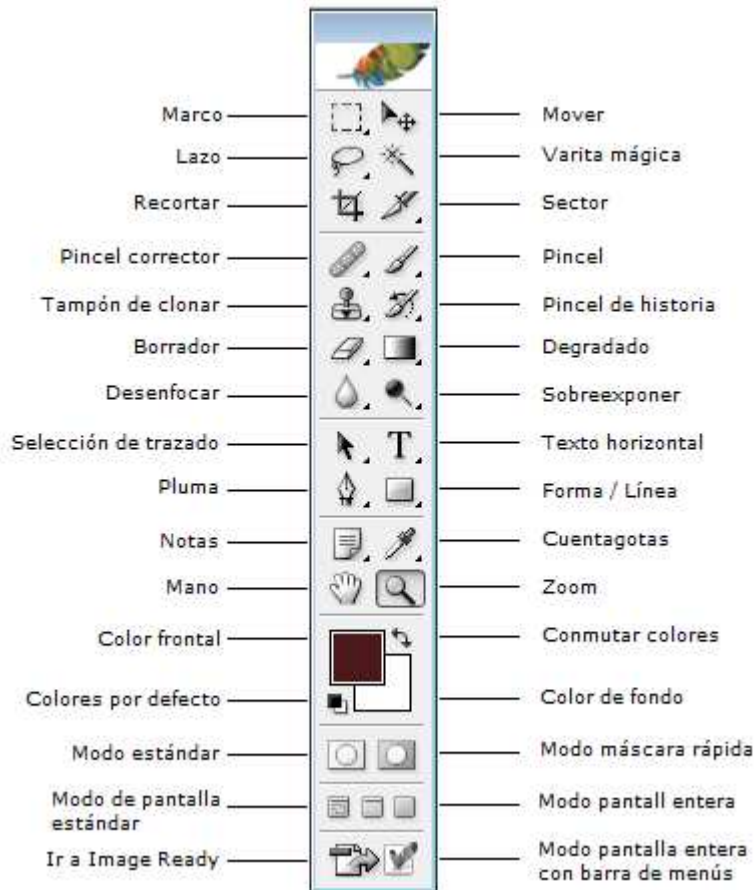 Marco
Mover
Lazo
Varita mágica
Recortar
Sector
Pincel corrector
Pincel
Tampón de clonar
Pincel de historia
Borrador
Degradado
Desenfocar
Sobreexponer
Selección de trazado
Texto horizontal
Pluma
Forma / Línea
Notas
Cuentagotas
Mano
Zoom
Color frontal
Conmutar colores
Colores por defecto
Color de fondo
Modo estándar
Modo máscara rápida
Modo de pantalla
estándar
Modo pantall entera
Ir a Image Ready
Modo pantalla entera
con barra de menús